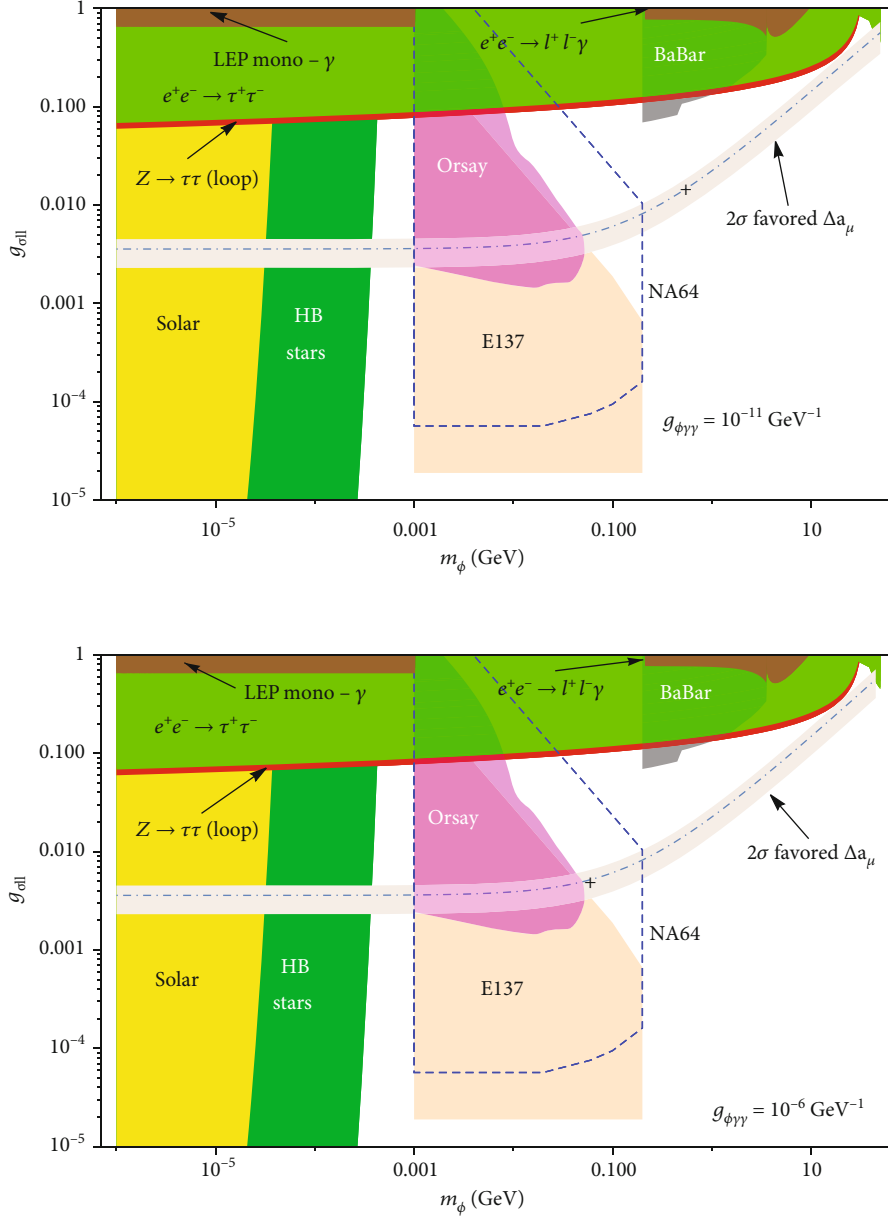 1
0.100
0.010
0.001
10⁻⁴
10⁻⁵
g_σll
LEP mono – γ
e⁺e⁻ → l⁺ l⁻γ
BaBar
e⁺e⁻ → τ⁺τ⁻
Z → ττ (loop)
Orsay
2σ favored Δa_μ
NA64
Solar
HB
stars
E137
g_ϕγγ = 10⁻¹¹ GeV⁻¹
10⁻⁵
0.001
0.100
10
m_ϕ (GeV)
1
0.100
0.010
0.001
10⁻⁴
10⁻⁵
g_σll
LEP mono – γ
e⁺e⁻ → l⁺ l⁻γ
BaBar
e⁺e⁻ → τ⁺τ⁻
Z → ττ (loop)
Orsay
2σ favored Δa_μ
NA64
Solar
HB
stars
E137
g_ϕγγ = 10⁻⁶ GeV⁻¹
10⁻⁵
0.001
0.100
10
m_ϕ (GeV)